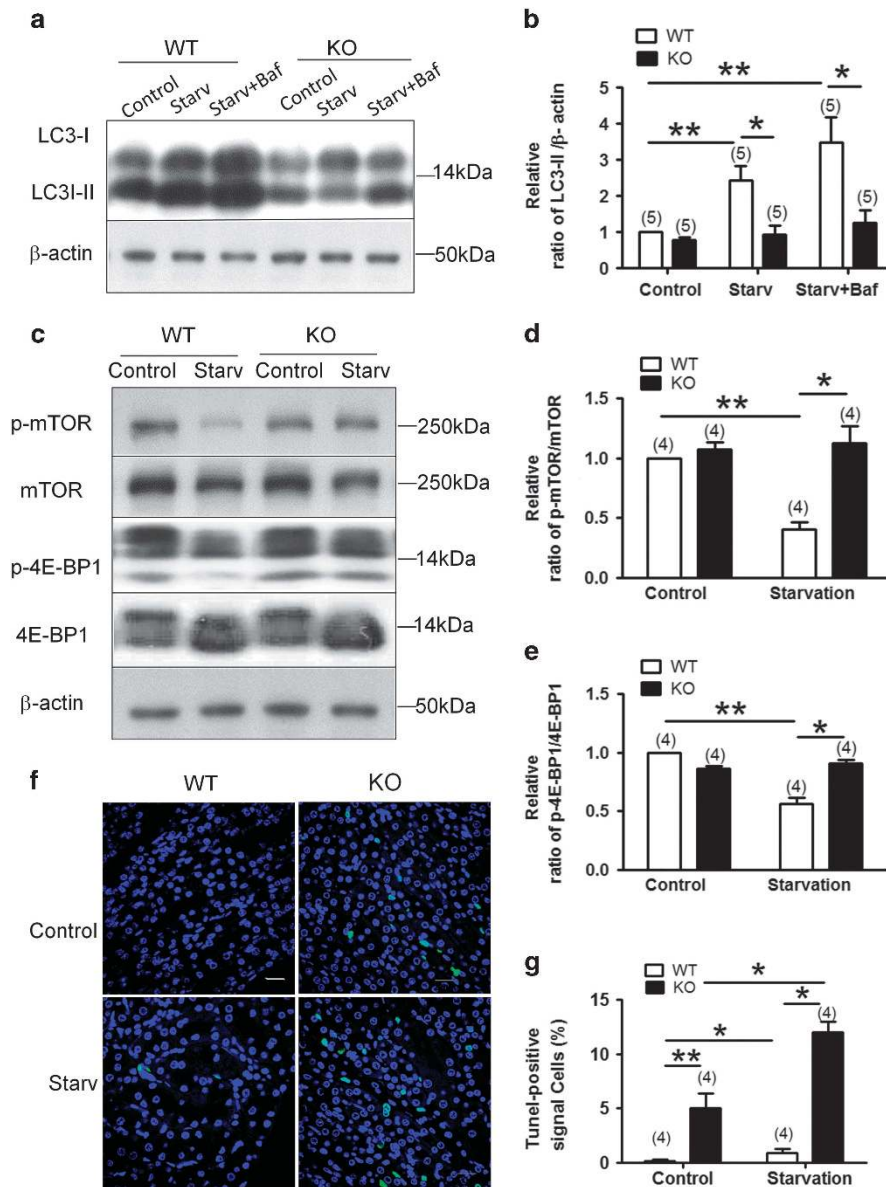 a
WT KO
Control Starv Starv+Baf Control Starv Starv+Baf
LC3-I
14kDa
LC3I-II
β-actin
50kDa
b
WT
KO
Relative
ratio of LC3-II /β- actin
5
4
3
2
1
0
** *
** *
(5) (5) (5) (5) (5) (5)
Control Starv Starv+Baf
c
WT KO
Control Starv Control Starv
p-mTOR
250kDa
mTOR
250kDa
p-4E-BP1
14kDa
4E-BP1
14kDa
β-actin
50kDa
d
WT
KO
Relative
ratio of p-mTOR/mTOR
1.5
1.0
0.5
0.0
** *
(4) (4) (4) (4)
Control Starvation
e
WT
KO
Relative
ratio of p-4E-BP1/4E-BP1
1.5
1.0
0.5
0.0
** *
(4) (4) (4) (4)
Control Starvation
f
WT KO
Control
Starv
g
WT
KO
Tunel-positive
signal Cells (%)
15
10
5
0
*
* *
**
(4) (4) (4) (4)
Control Starvation